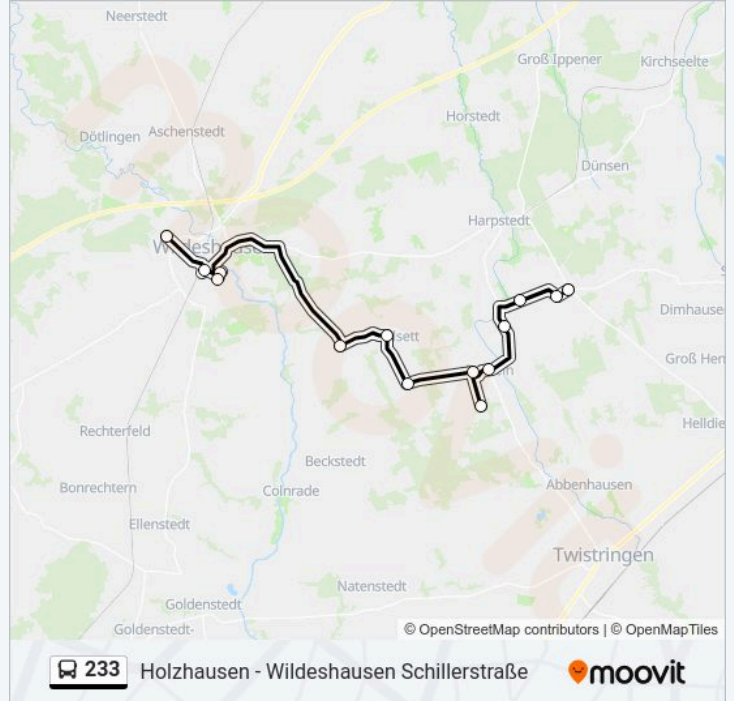 Neerstedt
Groß Ippener
Kirchseelte
Horstedt
Dötlingen
Aschenstedt
Dünsen
Harpstedt
Dimhause
Groß Hen
Rechterfeld
Helldie
Beckstedt
Bonrechtern
Colnrade
Abbenhausen
Ellenstedt
Twistringen
Natenstedt
Goldenstedt
Goldenstedt-
© OpenStreetMap contributors | © OpenMapTiles
233 Holzhausen - Wildeshausen Schillerstraße moovit